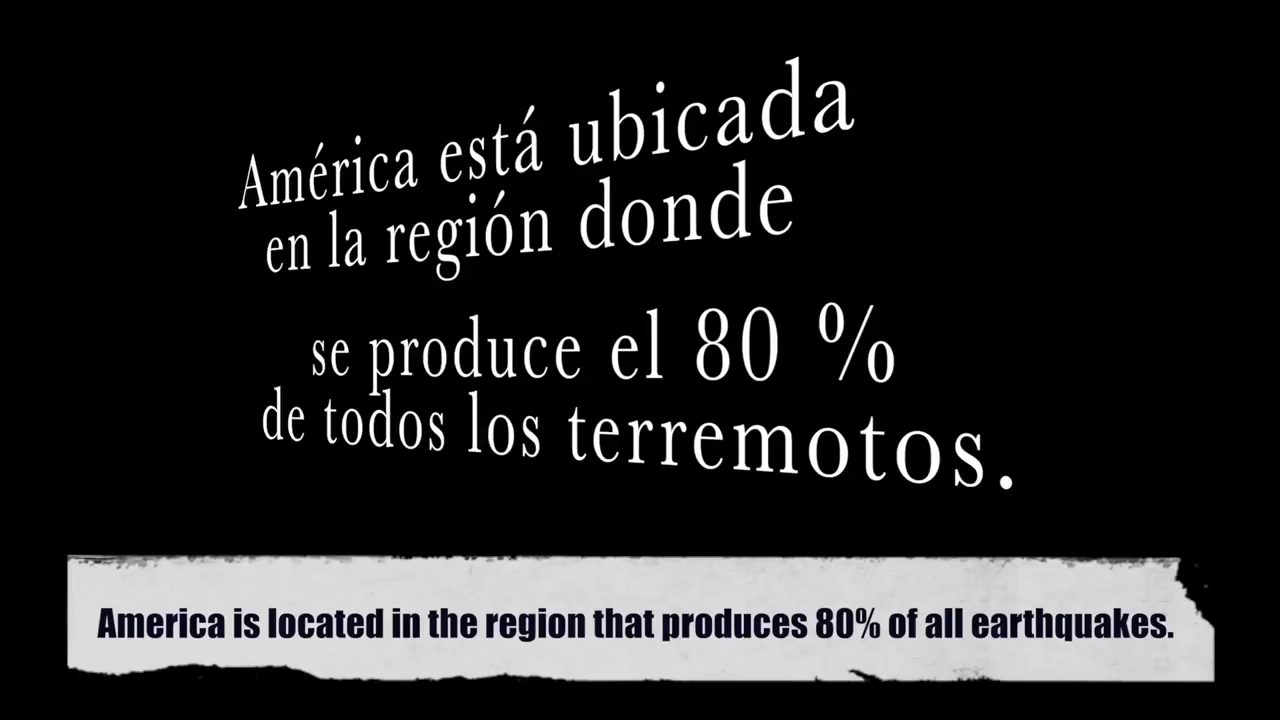 América está ubicada
en la región donde
se produce el 80 %
de todos los terremotos.
America is located in the region that produces 80% of all earthquakes.